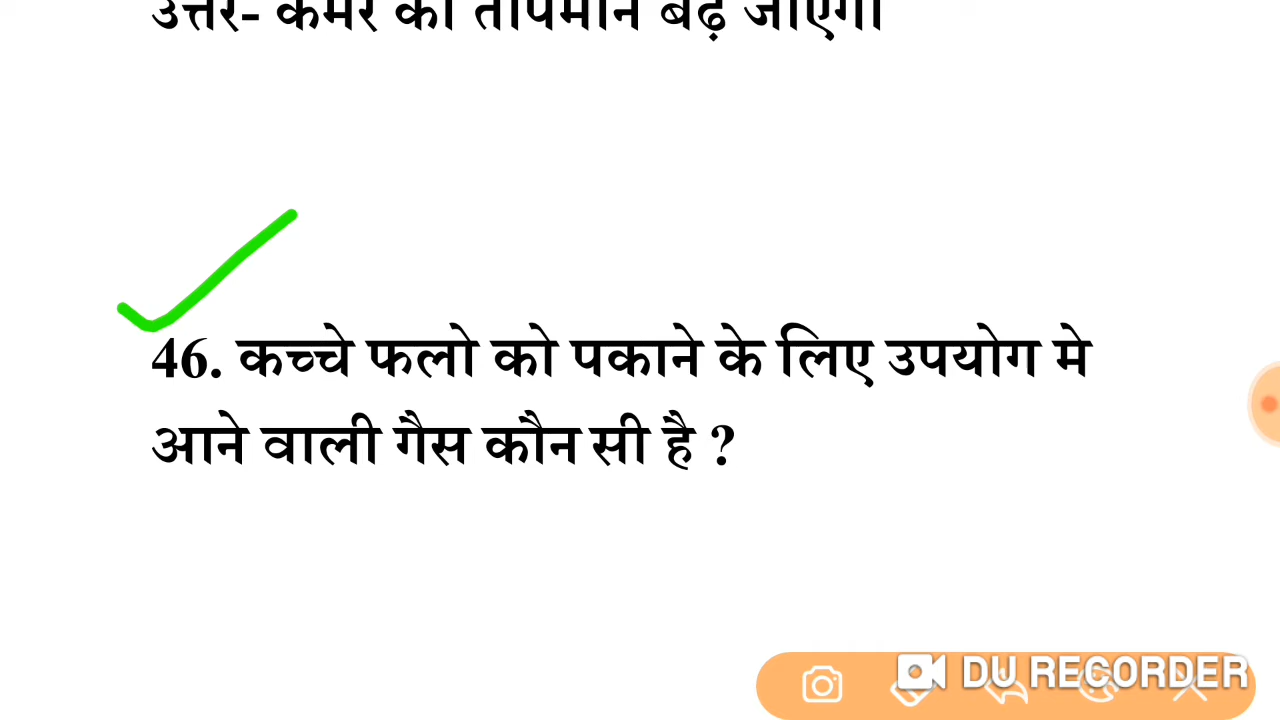 उत्तर- कमरे का तापमान बढ़ जाएगा
46. कच्चे फलो को पकाने के लिए उपयोग मे
आने वाली गैस कौन सी है ?
DU RECORDER